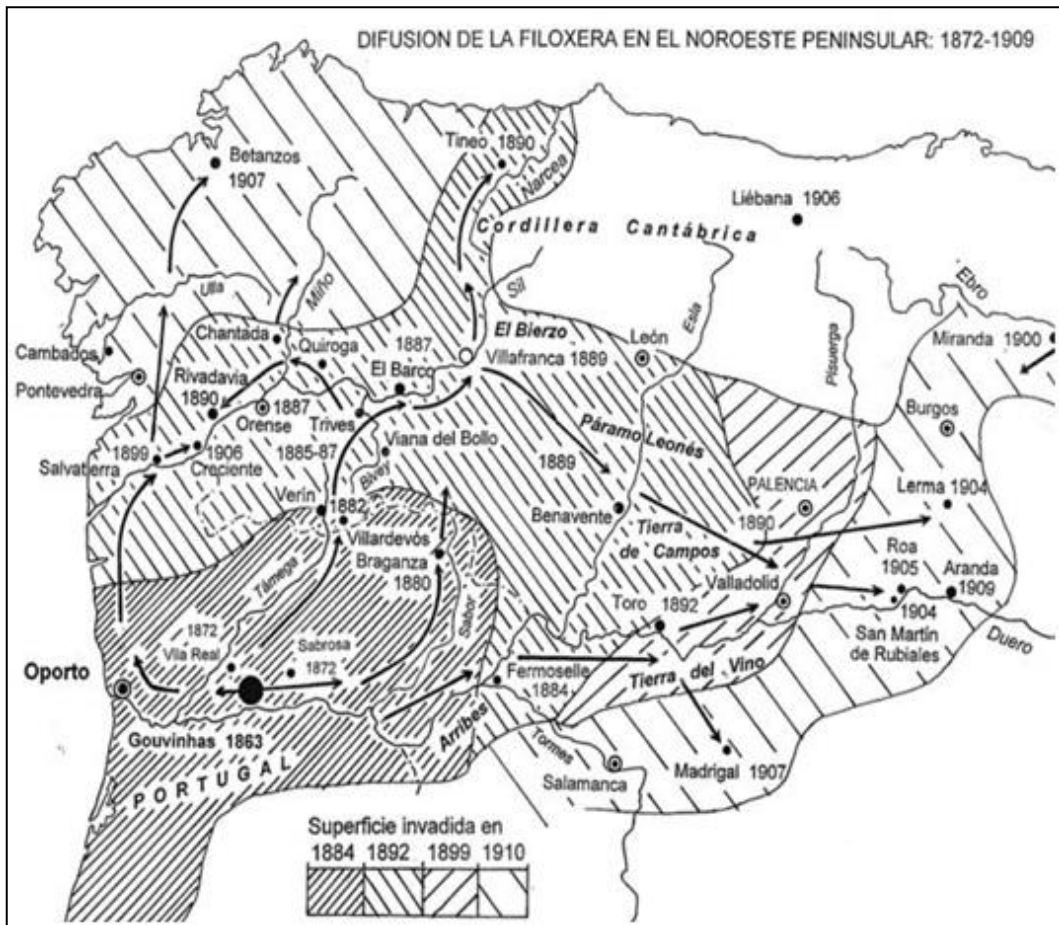 DIFUSION DE LA FILOXERA EN EL NOROESTE PENINSULAR: 1872-1909
Tineo 1890
Narcea
Betanzos
1907
Liébana 1906
Cordillera Cantábrica
Ulla
Miño
Sil
Esla
Pisuerga
Ebro
Chantada
Quiroga
1887
El Bierzo
Villafranca 1889
León
Miranda 1900
Cambados
Pontevedra
Rivadavia
1890
El Barco
Burgos
1887
Orense
Trives
Páramo Leonés
1899
Salvatierra
1906
Creciente
1885-87
Viana del Bollo
Bivey
1889
PALENCIA
Lerma 1904
Verín
1882
Villardevós
Benavente
Tierra
de Campos
1890
Braganza
1880
Támega
Sabor
Valladolid
Roa
1905
Aranda
1909
1904
San Martín
de Rubiales
Duero
Toro 1892
1872
Vila Real
Sabrosa
1872
Oporto
Fermoselle
1884
Tierra del Vino
Arribes
Gouvinhas 1863
PORTUGAL
Tormes
Salamanca
Madrigal 1907
Superficie invadida en
1884 1892 1899 1910